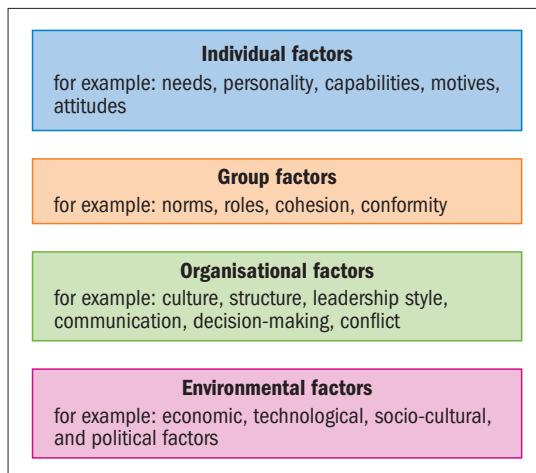 Individual factors
for example: needs, personality, capabilities, motives,
attitudes
Group factors
for example: norms, roles, cohesion, conformity
Organisational factors
for example: culture, structure, leadership style,
communication, decision-making, conflict
Environmental factors
for example: economic, technological, socio-cultural,
and political factors